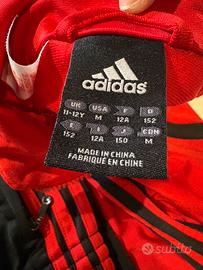 adidas
UK USA F D
11-12Y M 12A 152
E I J CDN
152 12A 150 M
MADE IN CHINA
FABRIQUÉ EN CHINE
subito